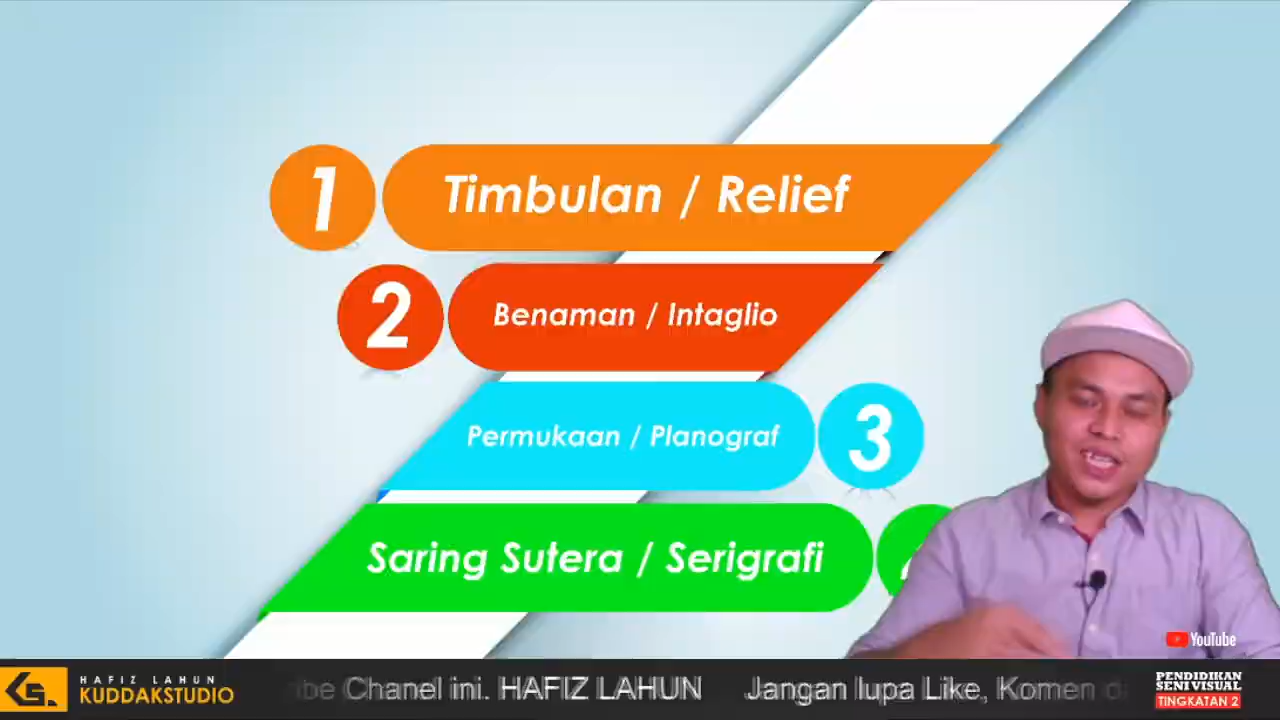 1
Timbulan / Relief
2
Benaman / Intaglio
Permukaan / Planograf
3
Saring Sutera / Serigrafi
YouTube
HAFIZ LAHUN
KUDDAKSTUDIO
Chanel ini. HAFIZ LAHUN Jangan lupa Like, Komen
PENDIDIKAN
SENI VISUAL
TINGKATAN 2